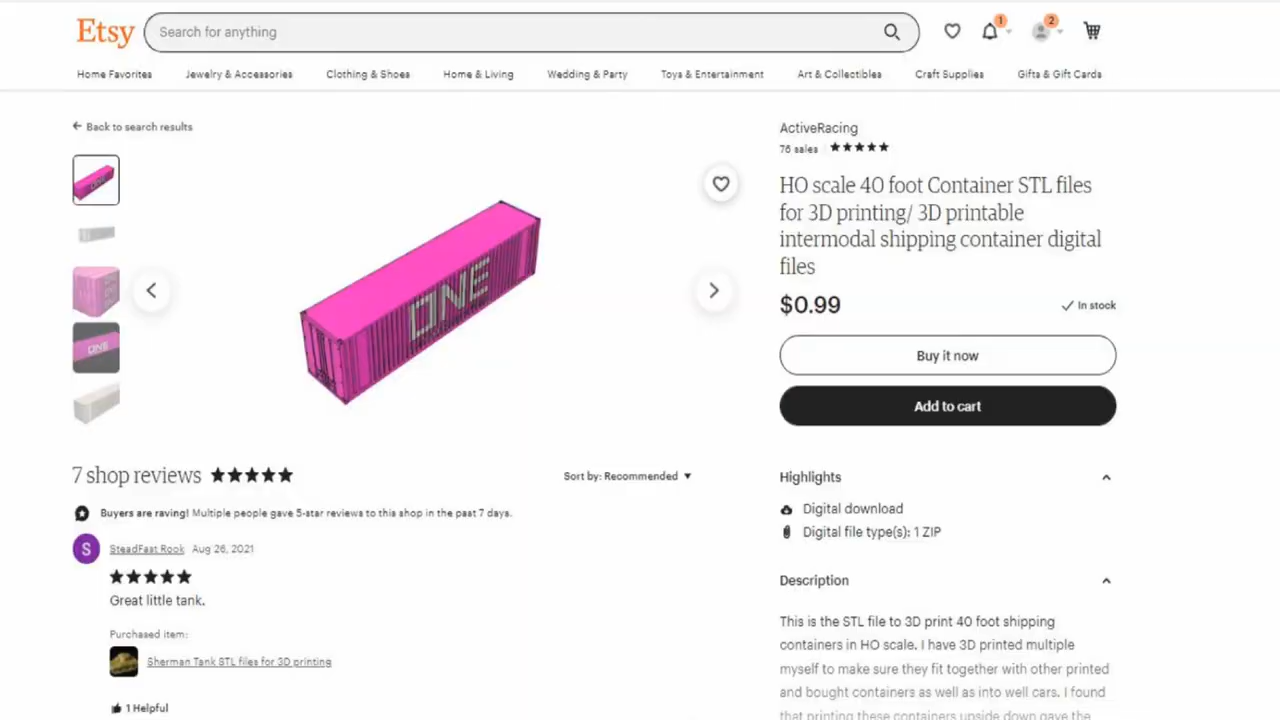 Etsy
Search for anything
1
2
Home Favorites
Jewelry & Accessories
Clothing & Shoes
Home & Living
Wedding & Party
Toys & Entertainment
Art & Collectibles
Craft Supplies
Gifts & Gift Cards
Back to search results
ONE
ONE
ActiveRacing
76 sales
HO scale 40 foot Container STL files
for 3D printing/ 3D printable
intermodal shipping container digital
files
$0.99
In stock
Buy it now
Add to cart
7 shop reviews
Sort by: Recommended
Buyers are raving! Multiple people gave 5-star reviews to this shop in the past 7 days.
S
SteadFast Rook Aug 26, 2021
Great little tank.
Purchased item:
Sherman Tank STL files for 3D printing
1 Helpful
Highlights
Digital download
Digital file type(s): 1 ZIP
Description
This is the STL file to 3D print 40 foot shipping
containers in HO scale. I have 3D printed multiple
myself to make sure they fit together with other printed
and bought containers as well as into well cars. I found
that printing these containers upside down gave the